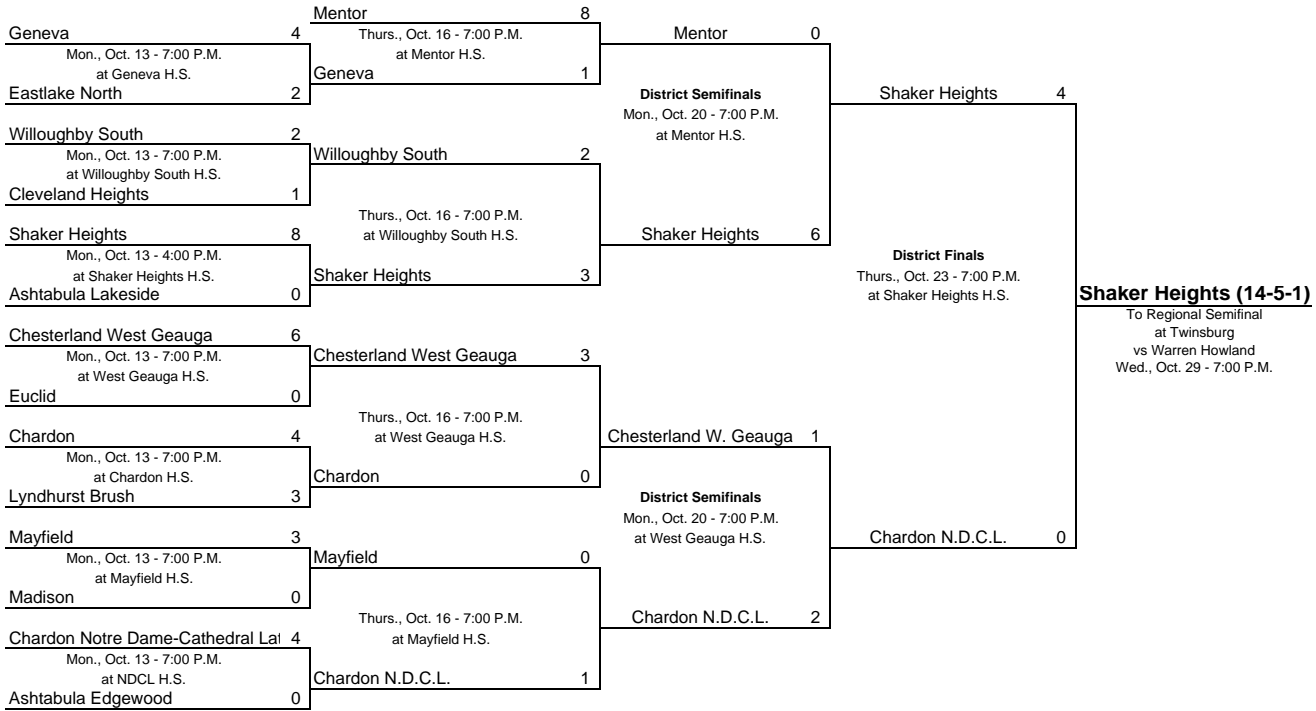 Geneva 4
Mon., Oct. 13 - 7:00 P.M.
at Geneva H.S.
Eastlake North 2
Willoughby South 2
Mon., Oct. 13 - 7:00 P.M.
at Willoughby South H.S.
Cleveland Heights 1
Shaker Heights 8
Mon., Oct. 13 - 4:00 P.M.
at Shaker Heights H.S.
Ashtabula Lakeside 0
Chesterland West Geauga 6
Mon., Oct. 13 - 7:00 P.M.
at West Geauga H.S.
Euclid 0
Chardon 4
Mon., Oct. 13 - 7:00 P.M.
at Chardon H.S.
Lyndhurst Brush 3
Mayfield 3
Mon., Oct. 13 - 7:00 P.M.
at Mayfield H.S.
Madison 0
Chardon Notre Dame-Cathedral Lat 4
Mon., Oct. 13 - 7:00 P.M.
at NDCL H.S.
Ashtabula Edgewood 0
Mentor 8
Thurs., Oct. 16 - 7:00 P.M.
at Mentor H.S.
Geneva 1
Willoughby South 2
Thurs., Oct. 16 - 7:00 P.M.
at Willoughby South H.S.
Shaker Heights 3
Chesterland West Geauga 3
Thurs., Oct. 16 - 7:00 P.M.
at West Geauga H.S.
Chardon 0
Mayfield 0
Thurs., Oct. 16 - 7:00 P.M.
at Mayfield H.S.
Chardon N.D.C.L. 1
Mentor 0
District Semifinals
Mon., Oct. 20 - 7:00 P.M.
at Mentor H.S.
Shaker Heights 6
Chesterland W. Geauga 1
District Semifinals
Mon., Oct. 20 - 7:00 P.M.
at West Geauga H.S.
Chardon N.D.C.L. 2
Shaker Heights 4
District Finals
Thurs., Oct. 23 - 7:00 P.M.
at Shaker Heights H.S.
Chardon N.D.C.L. 0
Shaker Heights (14-5-1)
To Regional Semifinal
at Twinsburg
vs Warren Howland
Wed., Oct. 29 - 7:00 P.M.